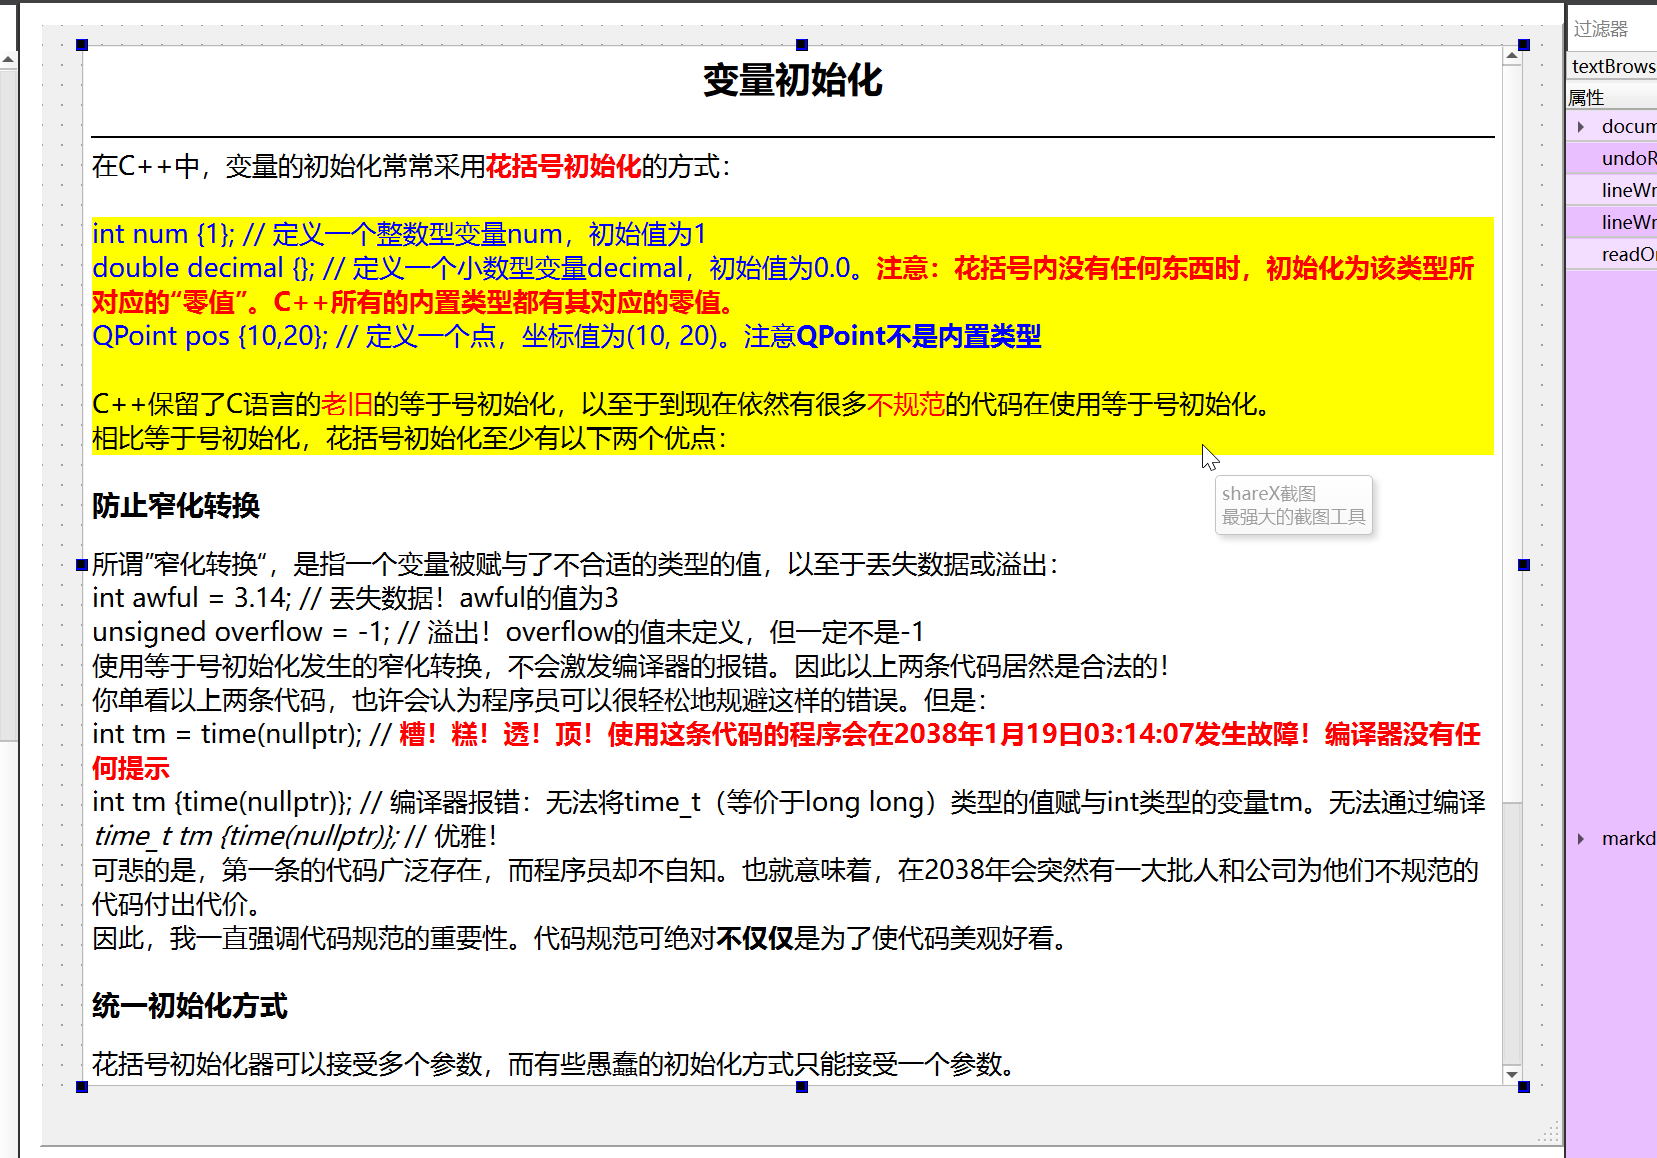 变量初始化
在C++中，变量的初始化常常采用花括号初始化的方式：
int num {1}; // 定义一个整数型变量num，初始值为1
double decimal {}; // 定义一个小数型变量decimal，初始值为0.0。注意：花括号内没有任何东西时，初始化为该类型所
对应的“零值”。C++所有的内置类型都有其对应的零值。
QPoint pos {10,20}; // 定义一个点，坐标值为(10, 20)。注意QPoint不是内置类型
C++保留了C语言的老旧的等于号初始化，以至于到现在依然有很多不规范的代码在使用等于号初始化。
相比等于号初始化，花括号初始化至少有以下两个优点：
shareX截图
最强大的截图工具
防止窄化转换
所谓”窄化转换“，是指一个变量被赋与了不合适的类型的值，以至于丢失数据或溢出：
int awful = 3.14; // 丢失数据！awful的值为3
unsigned overflow = -1; // 溢出！overflow的值未定义，但一定不是-1
使用等于号初始化发生的窄化转换，不会激发编译器的报错。因此以上两条代码居然是合法的！
你单看以上两条代码，也许会认为程序员可以很轻松地规避这样的错误。但是：
int tm = time(nullptr); // 糟！糕！透！顶！使用这条代码的程序会在2038年1月19日03:14:07发生故障！编译器没有任
何提示
int tm {time(nullptr)}; // 编译器报错：无法将time_t（等价于long long）类型的值赋与int类型的变量tm。无法通过编译
time_t tm {time(nullptr)}; // 优雅！
可悲的是，第一条的代码广泛存在，而程序员却不自知。也就意味着，在2038年会突然有一大批人和公司为他们不规范的
代码付出代价。
因此，我一直强调代码规范的重要性。代码规范可绝对不仅仅是为了使代码美观好看。
统一初始化方式
花括号初始化器可以接受多个参数，而有些愚蠢的初始化方式只能接受一个参数。
过滤器
textBrows
属性
docum
undoR
lineWr
lineWr
readOn
markd